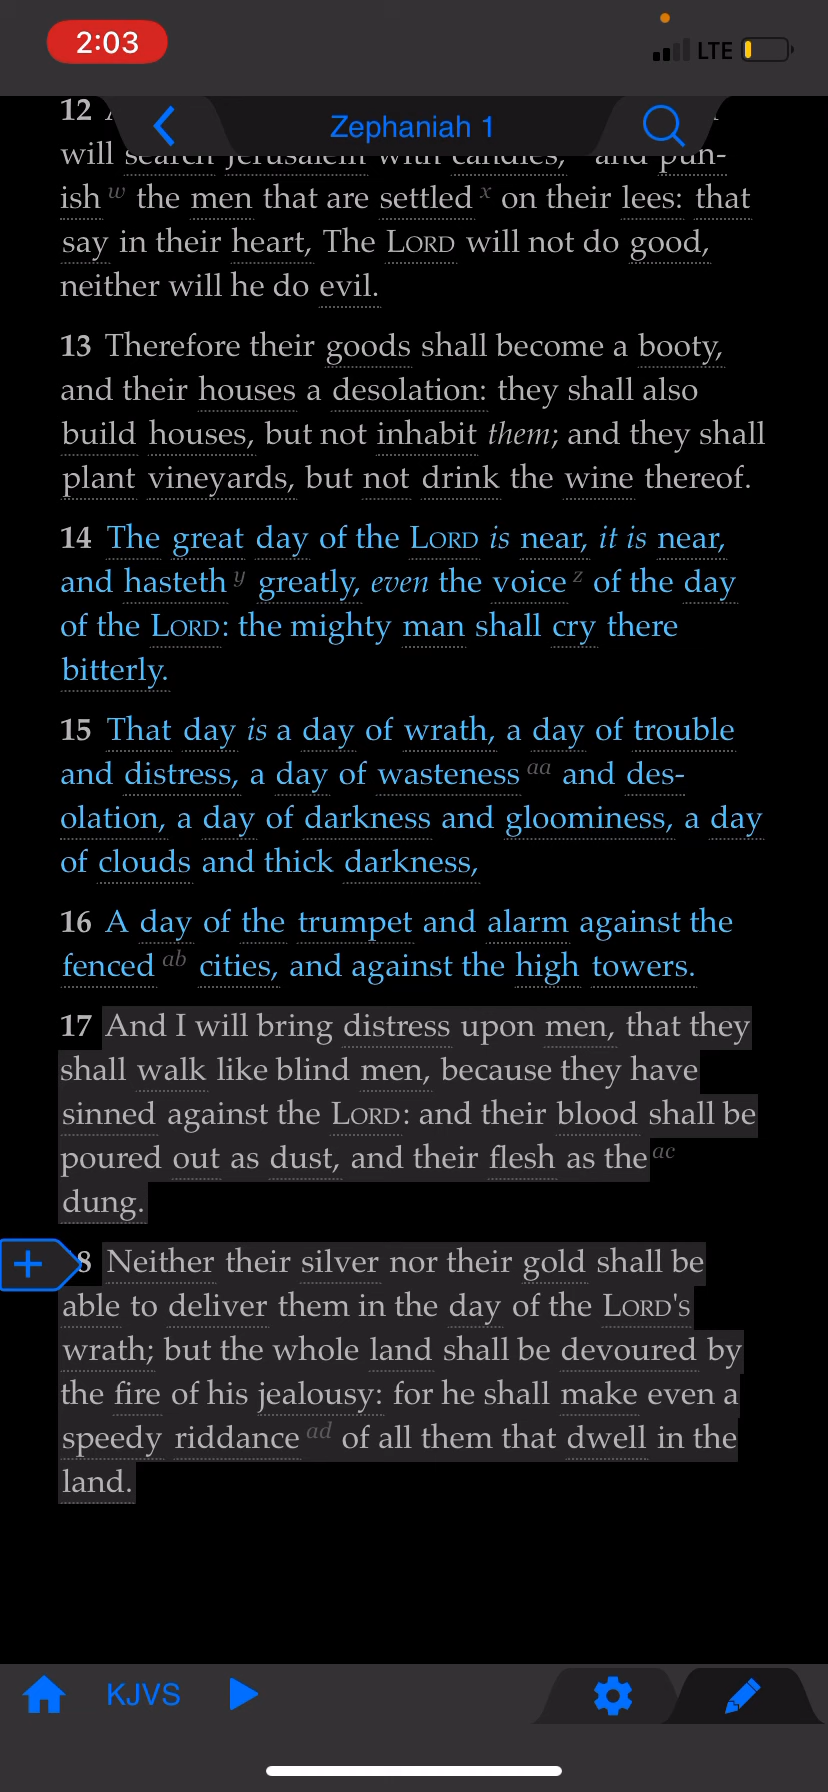 2:03
LTE
Zephaniah 1
12
will search Jerusalem with candles, and pun-
ish w the men that are settled x on their lees: that
say in their heart, The LORD will not do good,
neither will he do evil.
13 Therefore their goods shall become a booty,
and their houses a desolation: they shall also
build houses, but not inhabit them; and they shall
plant vineyards, but not drink the wine thereof.
14 The great day of the LORD is near, it is near,
and hasteth y greatly, even the voice z of the day
of the LORD: the mighty man shall cry there
bitterly.
15 That day is a day of wrath, a day of trouble
and distress, a day of wasteness aa and des-
olation, a day of darkness and gloominess, a day
of clouds and thick darkness,
16 A day of the trumpet and alarm against the
fenced ab cities, and against the high towers.
17 And I will bring distress upon men, that they
shall walk like blind men, because they have
sinned against the LORD: and their blood shall be
poured out as dust, and their flesh as the ac
dung.
8 Neither their silver nor their gold shall be
able to deliver them in the day of the LORD'S
wrath; but the whole land shall be devoured by
the fire of his jealousy: for he shall make even a
speedy riddance ad of all them that dwell in the
land.
KJVS